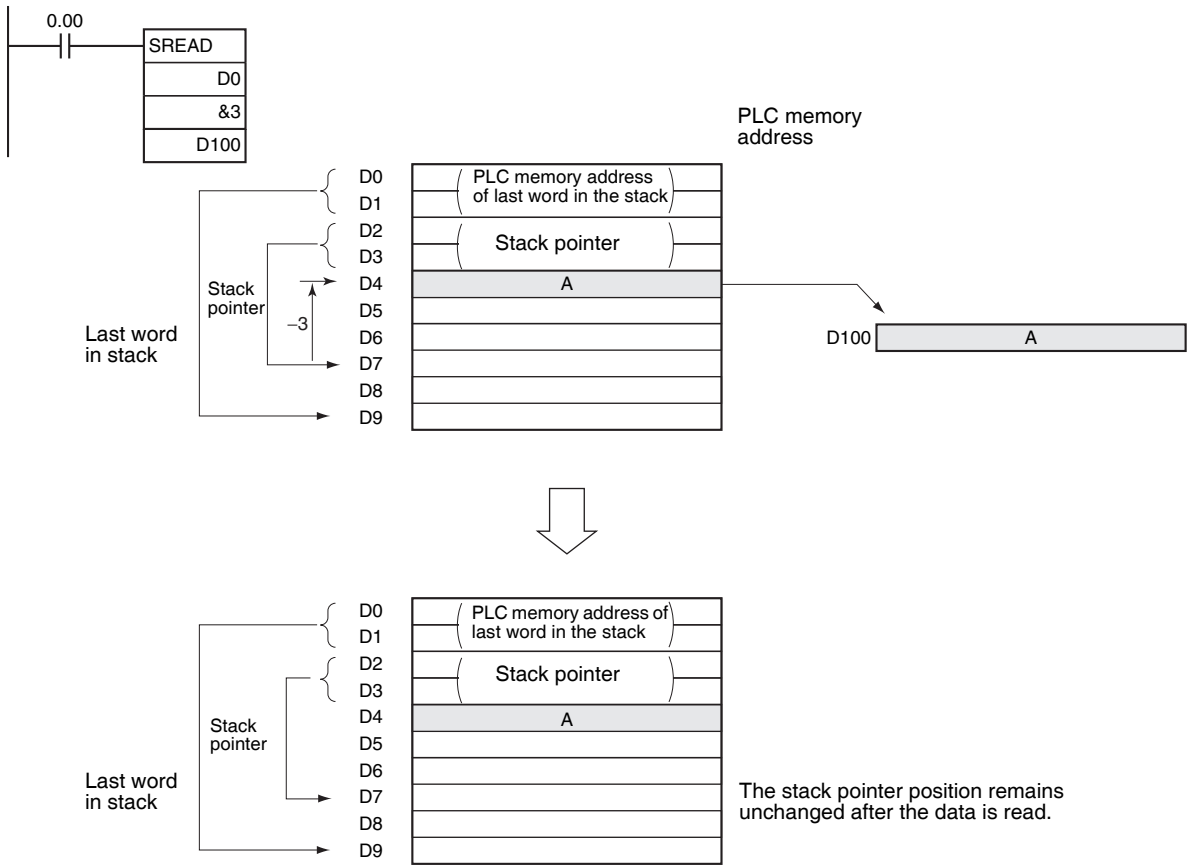 0.00
SREAD
D0
&3
D100
PLC memory
address
D0
D1
D2
D3
D4
D5
D6
D7
D8
D9
PLC memory address
of last word in the stack
Stack pointer
A
Stack
pointer
−3
Last word
in stack
D100
A
D0
D1
D2
D3
D4
D5
D6
D7
D8
D9
PLC memory address of
last word in the stack
Stack pointer
A
Stack
pointer
Last word
in stack
The stack pointer position remains
unchanged after the data is read.